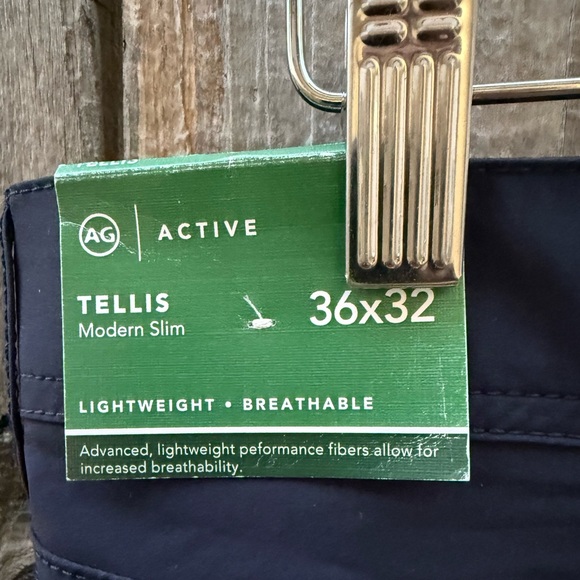 AG | ACTIVE
TELLIS
Modern Slim
36x32
LIGHTWEIGHT • BREATHABLE
Advanced, lightweight peformance fibers allow for
increased breathability.